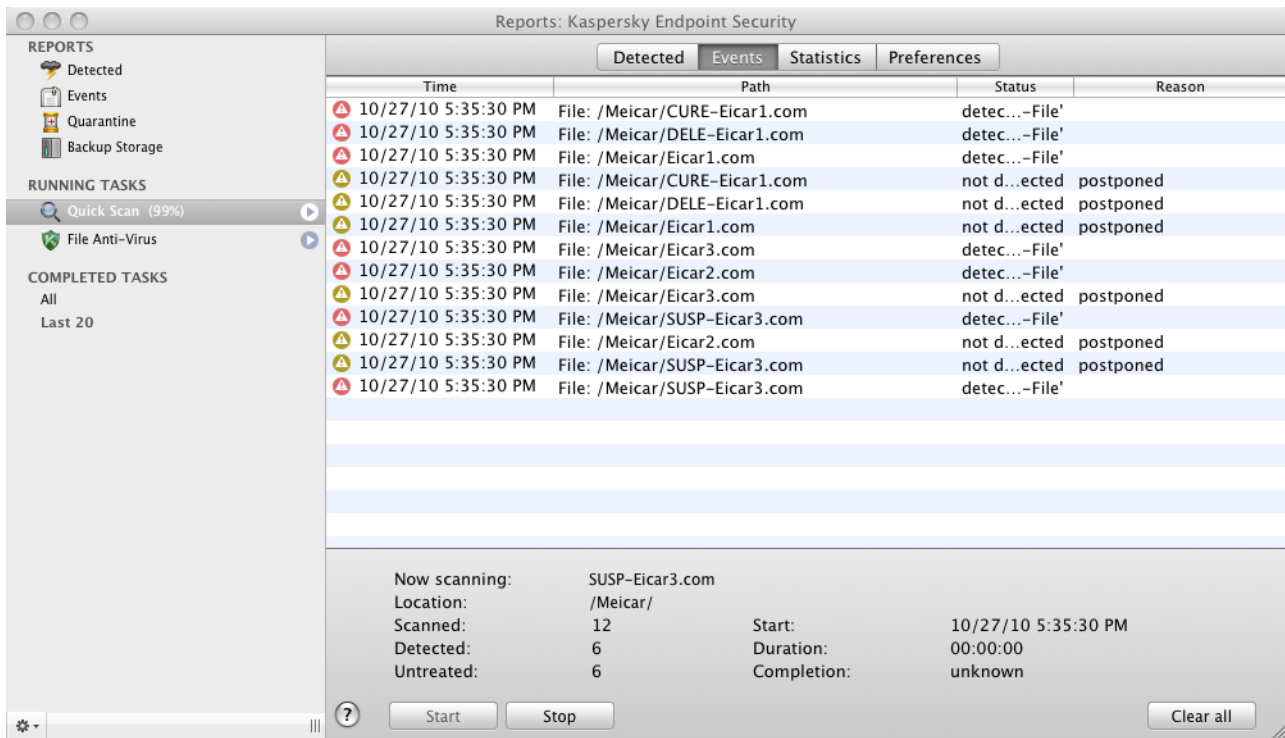 Reports: Kaspersky Endpoint Security
REPORTS
Detected
Events
Quarantine
Backup Storage
RUNNING TASKS
Quick Scan (99%)
File Anti-Virus
COMPLETED TASKS
All
Last 20
Detected Events Statistics Preferences
Time Path Status Reason
10/27/10 5:35:30 PM File: /Meicar/CURE-Eicar1.com detec...-File'
10/27/10 5:35:30 PM File: /Meicar/DELE-Eicar1.com detec...-File'
10/27/10 5:35:30 PM File: /Meicar/Eicar1.com detec...-File'
10/27/10 5:35:30 PM File: /Meicar/CURE-Eicar1.com not d...ected postponed
10/27/10 5:35:30 PM File: /Meicar/DELE-Eicar1.com not d...ected postponed
10/27/10 5:35:30 PM File: /Meicar/Eicar1.com not d...ected postponed
10/27/10 5:35:30 PM File: /Meicar/Eicar3.com detec...-File'
10/27/10 5:35:30 PM File: /Meicar/Eicar2.com detec...-File'
10/27/10 5:35:30 PM File: /Meicar/Eicar3.com not d...ected postponed
10/27/10 5:35:30 PM File: /Meicar/SUSP-Eicar3.com detec...-File'
10/27/10 5:35:30 PM File: /Meicar/Eicar2.com not d...ected postponed
10/27/10 5:35:30 PM File: /Meicar/SUSP-Eicar3.com not d...ected postponed
10/27/10 5:35:30 PM File: /Meicar/SUSP-Eicar3.com detec...-File'
Now scanning: SUSP-Eicar3.com
Location: /Meicar/
Scanned: 12 Start: 10/27/10 5:35:30 PM
Detected: 6 Duration: 00:00:00
Untreated: 6 Completion: unknown
? Start Stop Clear all